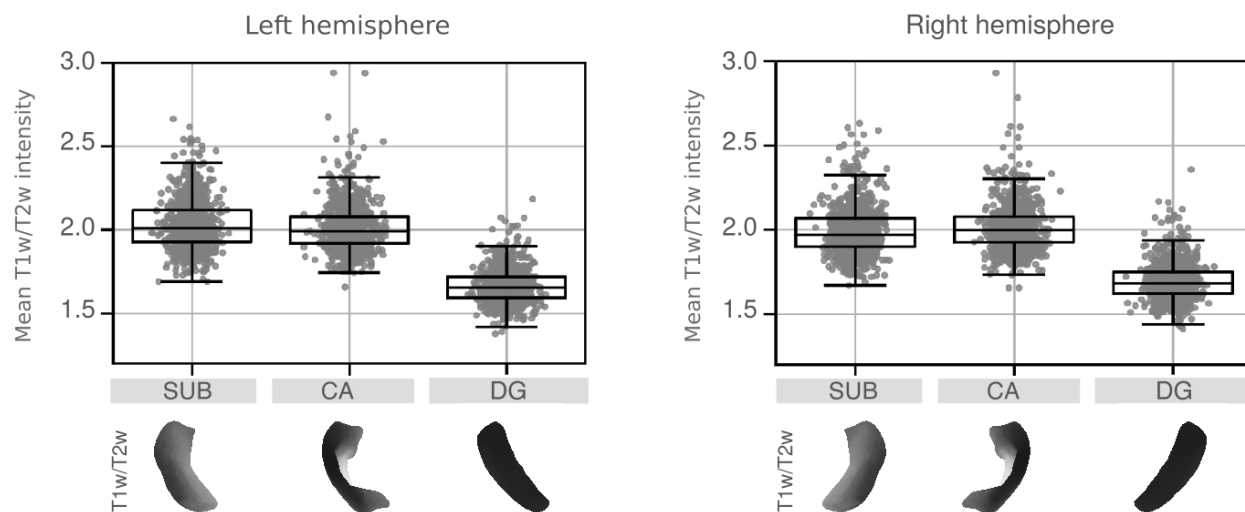 Left hemisphere
Mean T1w/T2w intensity
3.0
2.5
2.0
1.5
SUB CA DG
T1w/T2w
Right hemisphere
Mean T1w/T2w intensity
3.0
2.5
2.0
1.5
SUB CA DG
T1w/T2w